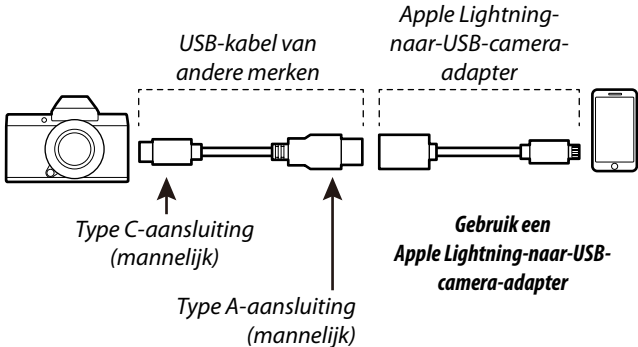 USB-kabel van
andere merken
Apple Lightning-
naar-USB-camera-
adapter
Type C-aansluiting
(mannelijk)
Type A-aansluiting
(mannelijk)
Gebruik een
Apple Lightning-naar-USB-
camera-adapter